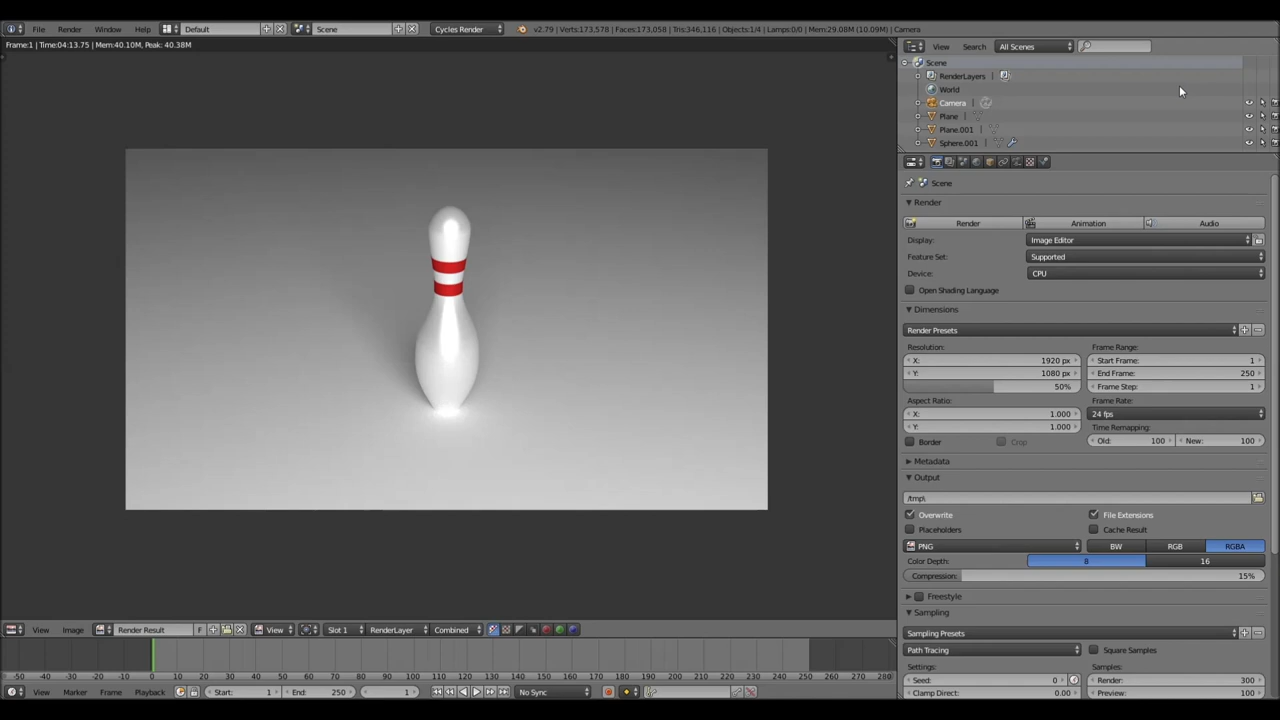 File Render Window Help Default Scene Cycles Render v2.79 | Verts:173,578 | Faces:173,058 | Tris:346,116 | Objects:1/4 | Lamps:0/0 | Mem:29.08M (10.09M) | Camera
Frame:1 | Time:04:13.75 | Mem:40.10M, Peak: 40.38M
View Search All Scenes
Scene
RenderLayers
World
Camera
Plane
Plane.001
Sphere.001
Scene
Render
Render Animation Audio
Display: Image Editor
Feature Set: Supported
Device: CPU
Open Shading Language
Dimensions
Render Presets
Resolution: Frame Range:
X: 1920 px Start Frame: 1
Y: 1080 px End Frame: 250
50% Frame Step: 1
Aspect Ratio: Frame Rate:
X: 1.000 24 fps
Y: 1.000 Time Remapping:
Border Crop Old: 100 New: 100
Metadata
Output
/tmp\
Overwrite File Extensions
Placeholders Cache Result
PNG BW RGB RGBA
Color Depth: 8 16
Compression: 15%
Freestyle
Sampling
Sampling Presets
Path Tracing Square Samples
Settings: Samples:
Seed: 0 Render: 300
Clamp Direct: 0.00 Preview: 100
View Image Render Result F View Slot 1 RenderLayer Combined
-50 -40 -30 -20 -10 0 10 20 30 40 50 60 70 80 90 100 110 120 130 140 150 160 170 180 190 200 210 220 230 240 250 260 270 280
View Marker Frame Playback Start: 1 End: 250 1 No Sync